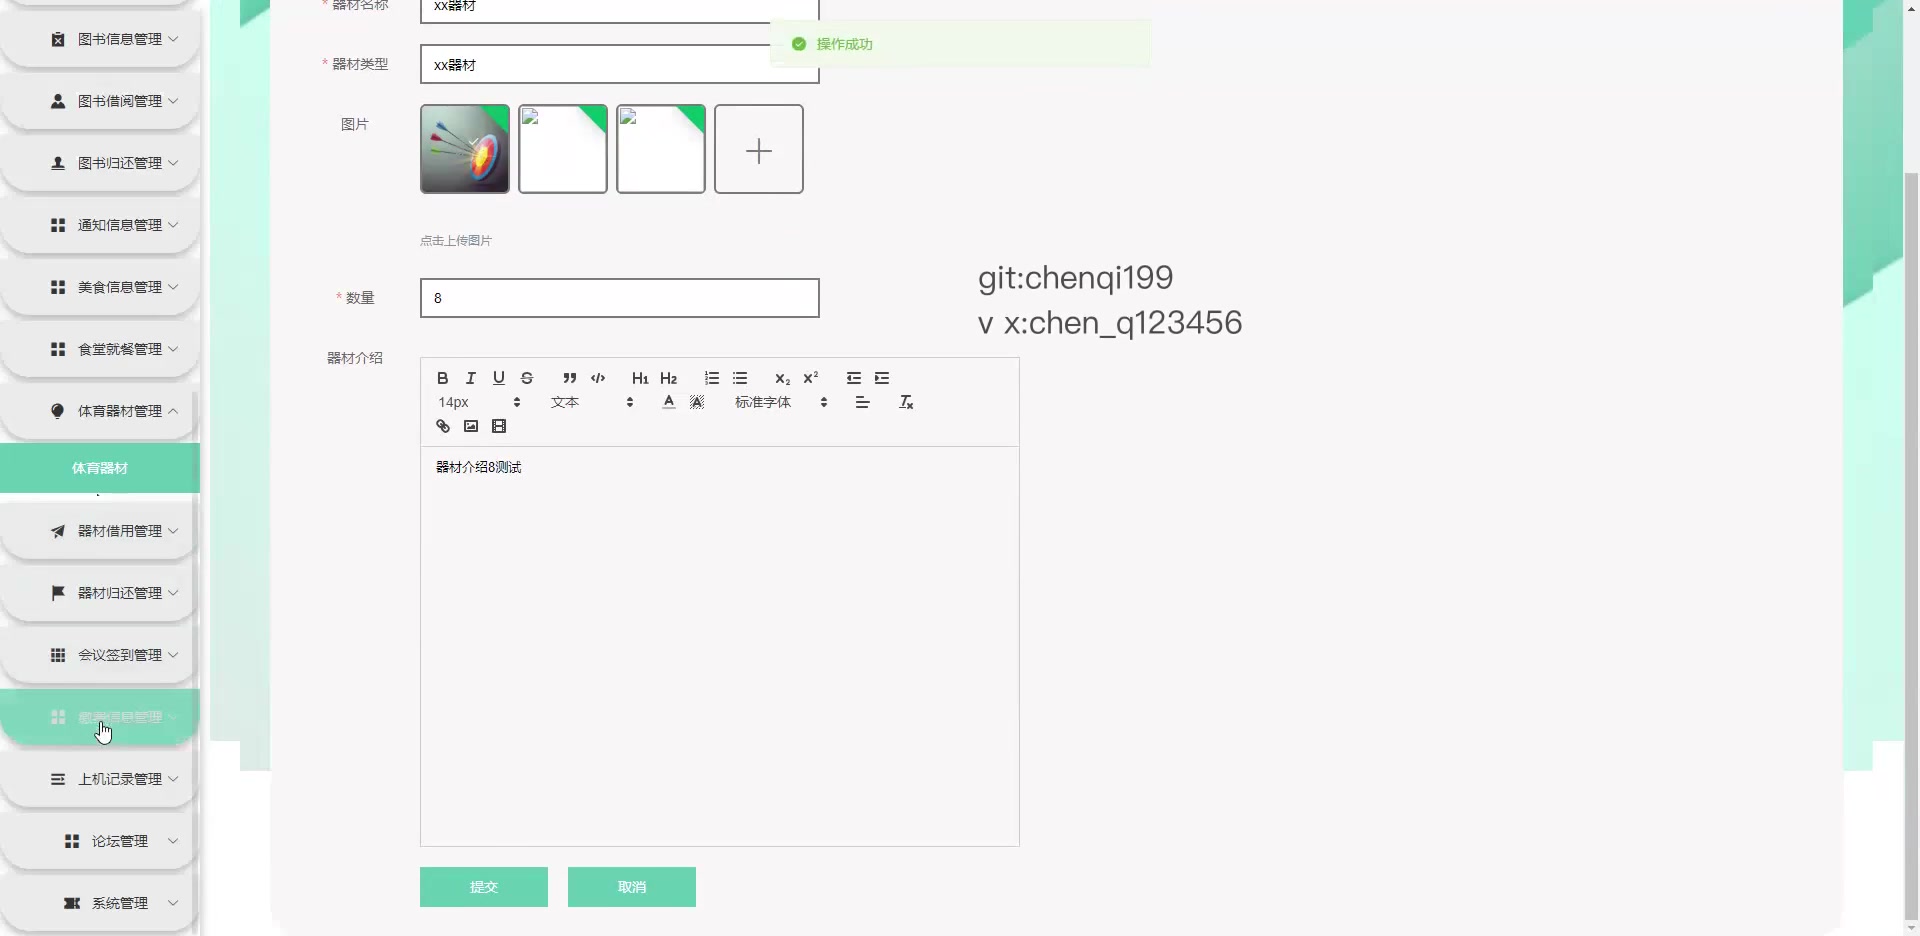 * 器材名称
xx器材
图书信息管理
操作成功
* 器材类型
xx器材
图书借阅管理
图片
图书归还管理
通知信息管理
点击上传图片
git:chenqi199
美食信息管理
* 数量
8
v x:chen_q123456
食堂就餐管理
器材介绍
B I U S H1 H2 x2 x2
14px
文本
A A
标准字体
Tx
体育器材管理
体育器材
器材介绍8测试
器材借用管理
器材归还管理
会议签到管理
上机记录管理
论坛管理
提交
取消
系统管理